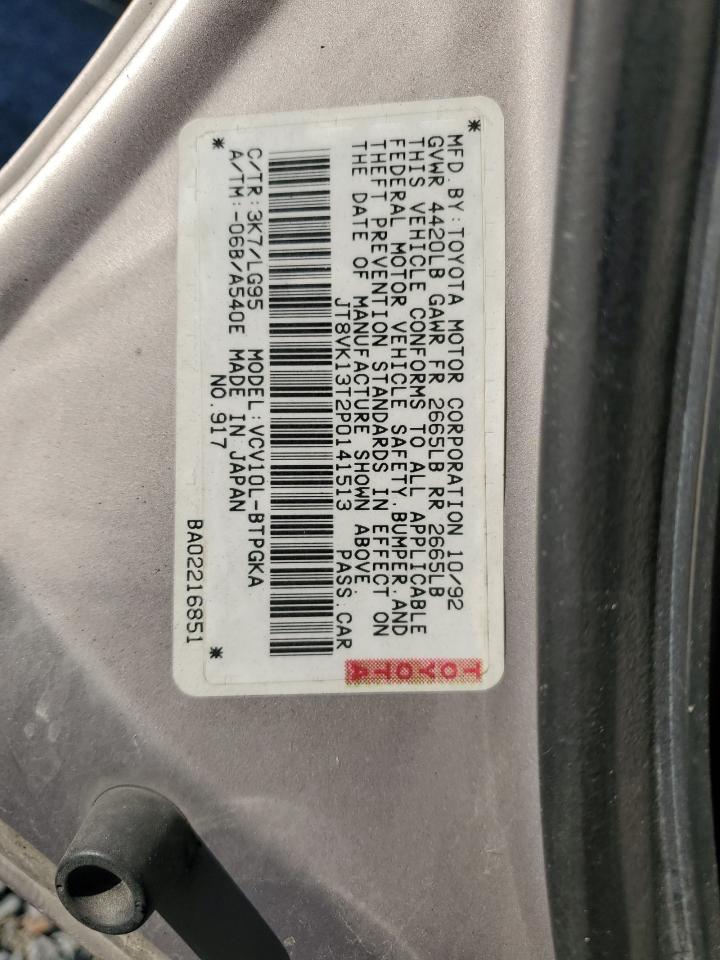 *
MFD. BY: TOYOTA MOTOR CORPORATION 10/92
GVWR 4420LB GAWR FR 2665LB RR 2665LB
THIS VEHICLE CONFORMS TO ALL APPLICABLE
FEDERAL MOTOR VEHICLE SAFETY, BUMPER, AND
THEFT PREVENTION STANDARDS IN EFFECT ON
THE DATE OF MANUFACTURE SHOWN ABOVE.
JT8VK13T2P0141513 PASS. CAR
TOYOTA
C/TR: 3K7/LG95 MODEL: VCV10L-BTPGKA
A/TM: -06B/A540E MADE IN JAPAN
* NO. 917 *
BA02216851